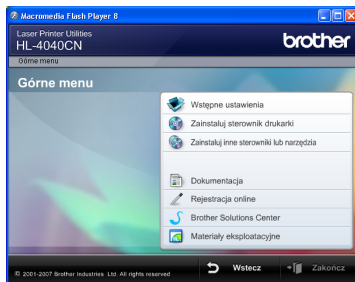 Macromedia Flash Player 8
Laser Printer Utilities
HL-4040CN
brother
Górne menu
Górne menu
Wstępne ustawienia
Zainstaluj sterownik drukarki
Zainstaluj inne sterowniki lub narzędzia
Dokumentacja
Rejestracja online
Brother Solutions Center
Materiały eksploatacyjne
© 2001-2007 Brother Industries Ltd. All rights reserved
Wstecz
Zakończ